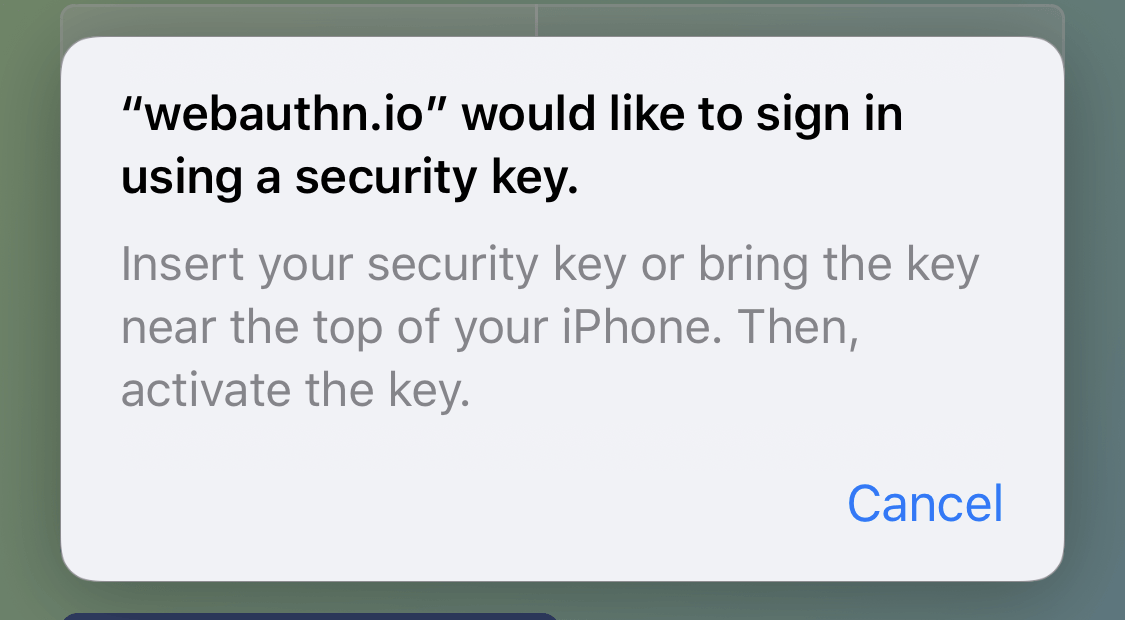 “webauthn.io” would like to sign in
using a security key.
Insert your security key or bring the key
near the top of your iPhone. Then,
activate the key.
Cancel